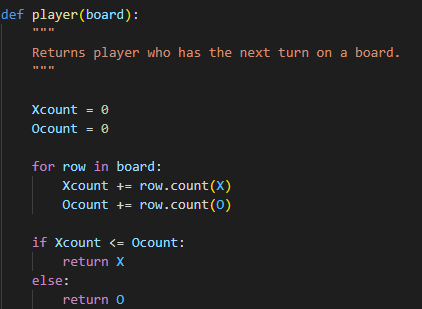 def player(board):
    """
    Returns player who has the next turn on a board.
    """

    Xcount = 0
    Ocount = 0

    for row in board:
        Xcount += row.count(X)
        Ocount += row.count(O)

    if Xcount <= Ocount:
        return X
    else:
        return O